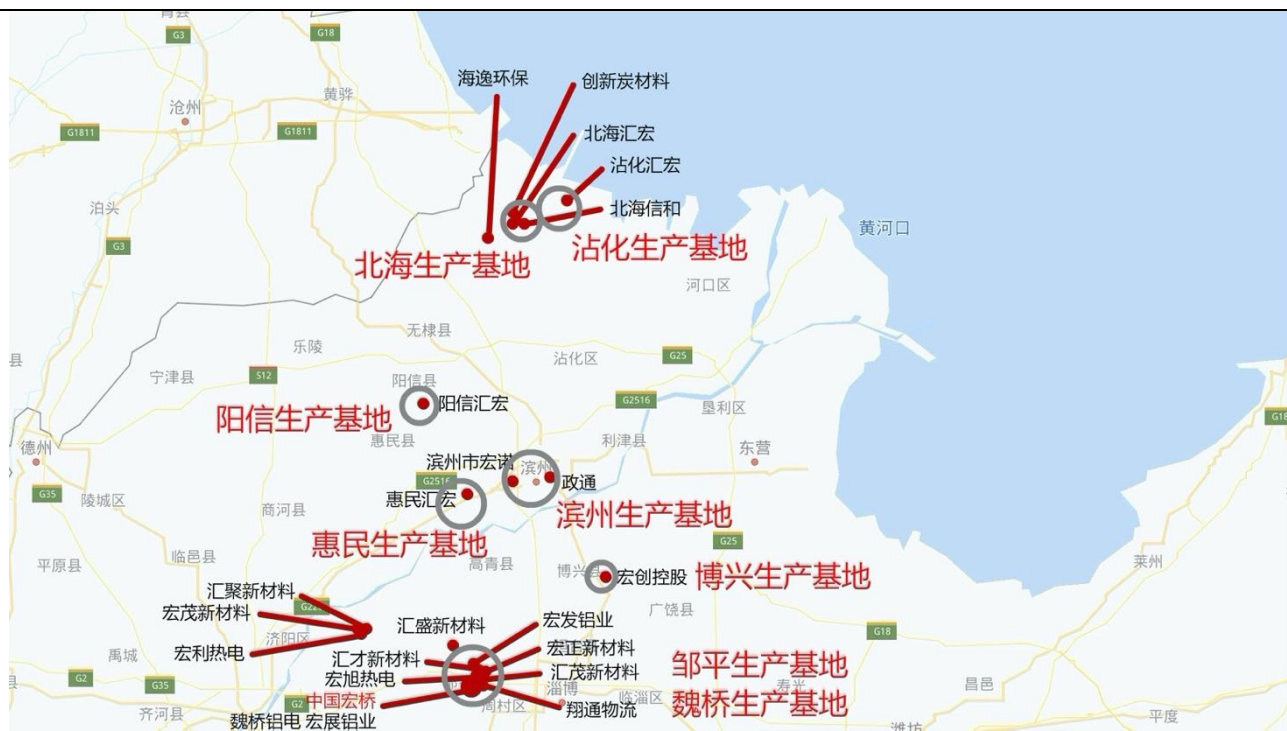 青县
G3
G18
海逸环保
创新炭材料
黄骅
沧州
G1811
G1811
北海汇宏
沾化汇宏
泊头
北海信和
黄河口
G3
北海生产基地
沾化生产基地
河口区
无棣县
乐陵
沾化区
G25
宁津县
S12
阳信县
阳信汇宏
G2516
垦利区
阳信生产基地
惠民县
利津县
东营
德州
滨州市宏诺
滨州
G2516
政通
G35
陵城区
惠民汇宏
商河县
滨州生产基地
惠民生产基地
G25
临邑县
高青县
平原县
博兴县
宏创控股
博兴生产基地
莱州
汇聚新材料
宏茂新材料
广饶县
汇盛新材料
宏发铝业
G18
济阳区
宏利热电
宏正新材料
禹城
汇才新材料
邹平生产基地
宏旭热电
汇茂新材料
G2
G35
中国宏桥
淄博
临淄区
寿光
昌邑
齐河县
G2
周村区
翔通物流
魏桥生产基地
魏桥铝电 宏展铝业
潍坊
平度